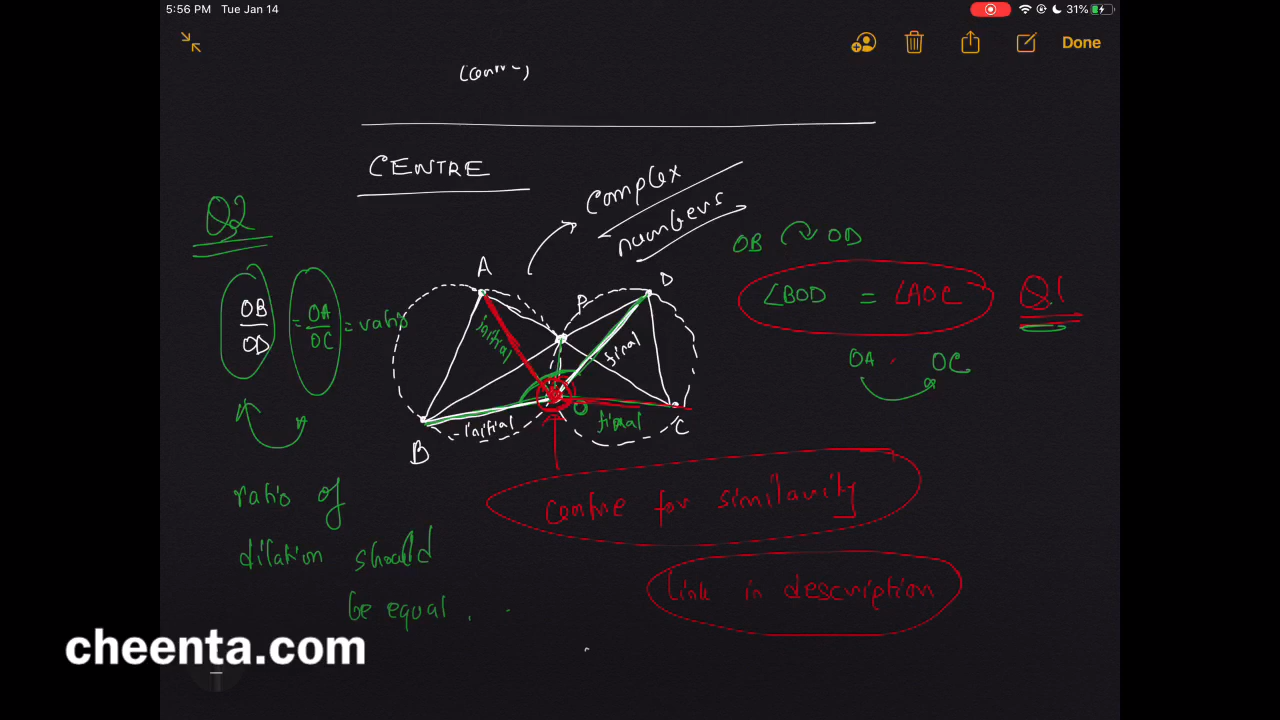 5:56 PM Tue Jan 14
31%
Done
CENTRE
complex
numbers
Q2
OB OD
∠BOD = ∠AOC Q1
OB/OD = OA/OC = ratio
OA OC
A
D
P
initial
final
O
B
initial
final
C
ratio of
dilation should
be equal.
centre for similarity
link in description
cheenta.com